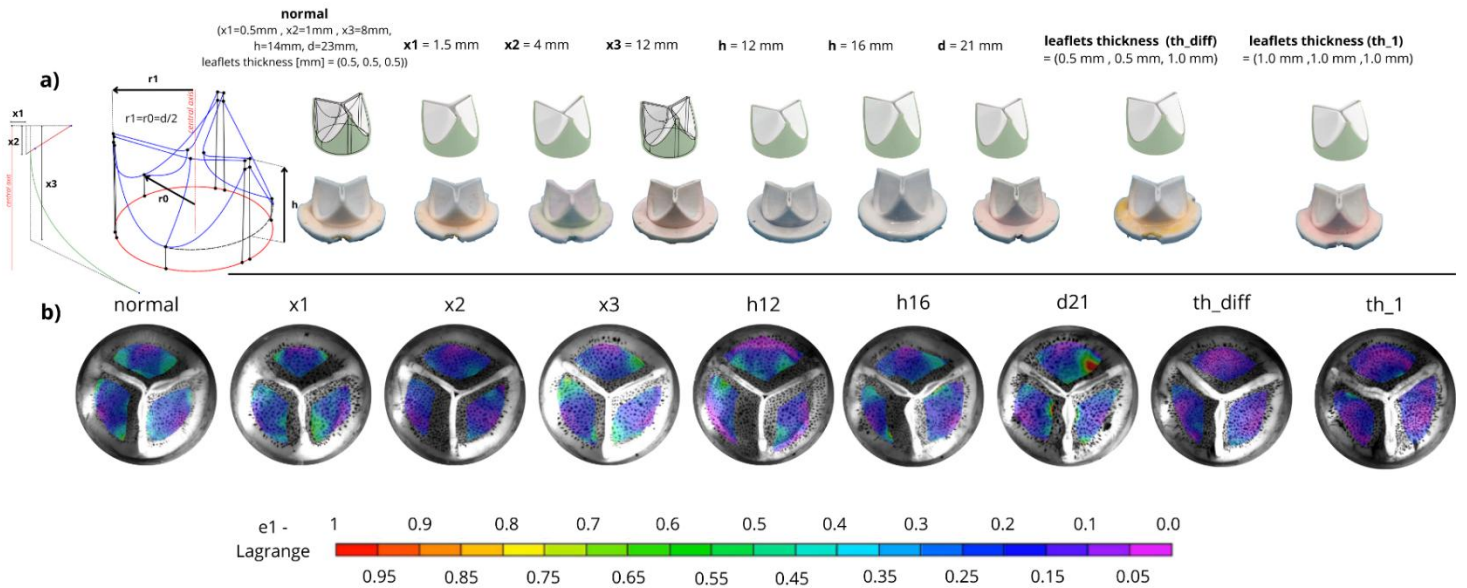 normal
(x1=0.5mm , x2=1mm , x3=8mm,
h=14mm, d=23mm,
leaflets thickness [mm] = (0.5, 0.5, 0.5))
x1 = 1.5 mm
x2 = 4 mm
x3 = 12 mm
h = 12 mm
h = 16 mm
d = 21 mm
leaflets thickness (th_diff)
= (0.5 mm , 0.5 mm, 1.0 mm)
leaflets thickness (th_1)
= (1.0 mm ,1.0 mm ,1.0 mm)
a)
x1
x2
x3
r1
r1=r0=d/2
central axis
r0
h
b)
normal
x1
x2
x3
h12
h16
d21
th_diff
th_1
e1 -
Lagrange
1 0.9 0.8 0.7 0.6 0.5 0.4 0.3 0.2 0.1 0.0
0.95 0.85 0.75 0.65 0.55 0.45 0.35 0.25 0.15 0.05